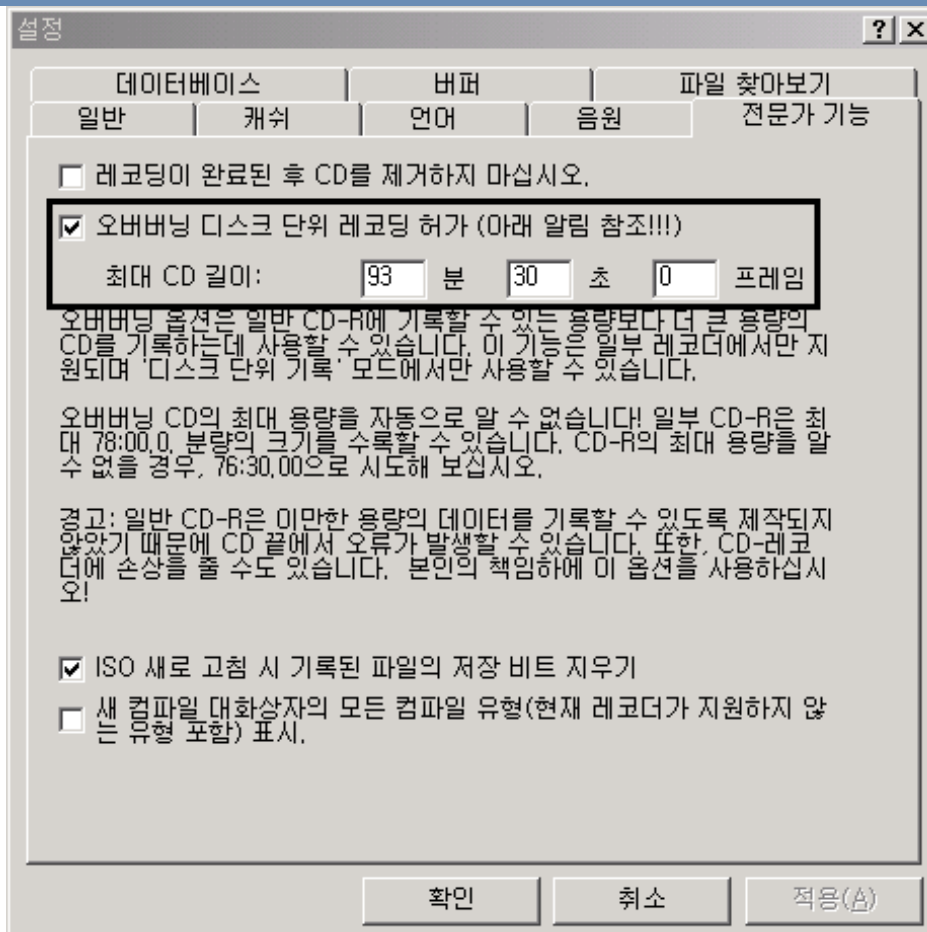 설정
데이터베이스 버퍼 파일 찾아보기
일반 캐쉬 언어 음원 전문가 기능
레코딩이 완료된 후 CD를 제거하지 마십시오.
오버버닝 디스크 단위 레코딩 허가 (아래 알림 참조!!!)
최대 CD 길이: 93 분 30 초 0 프레임
오버버닝 옵션은 일반 CD-R에 기록할 수 있는 용량보다 더 큰 용량의
CD를 기록하는데 사용할 수 있습니다. 이 기능은 일부 레코더에서만 지
원되며 '디스크 단위 기록' 모드에서만 사용할 수 있습니다.
오버버닝 CD의 최대 용량을 자동으로 알 수 없습니다! 일부 CD-R은 최
대 78:00.0. 분량의 크기를 수록할 수 있습니다. CD-R의 최대 용량을 알
수 없을 경우, 76:30.00으로 시도해 보십시오.
경고: 일반 CD-R은 이만한 용량의 데이터를 기록할 수 있도록 제작되지
않았기 때문에 CD 끝에서 오류가 발생할 수 있습니다. 또한, CD-레코
더에 손상을 줄 수도 있습니다. 본인의 책임하에 이 옵션을 사용하십시
오!
ISO 새로 고침 시 기록된 파일의 저장 비트 지우기
새 컴파일 대화상자의 모든 컴파일 유형(현재 레코더가 지원하지 않
는 유형 포함) 표시.
확인 취소 적용(A)